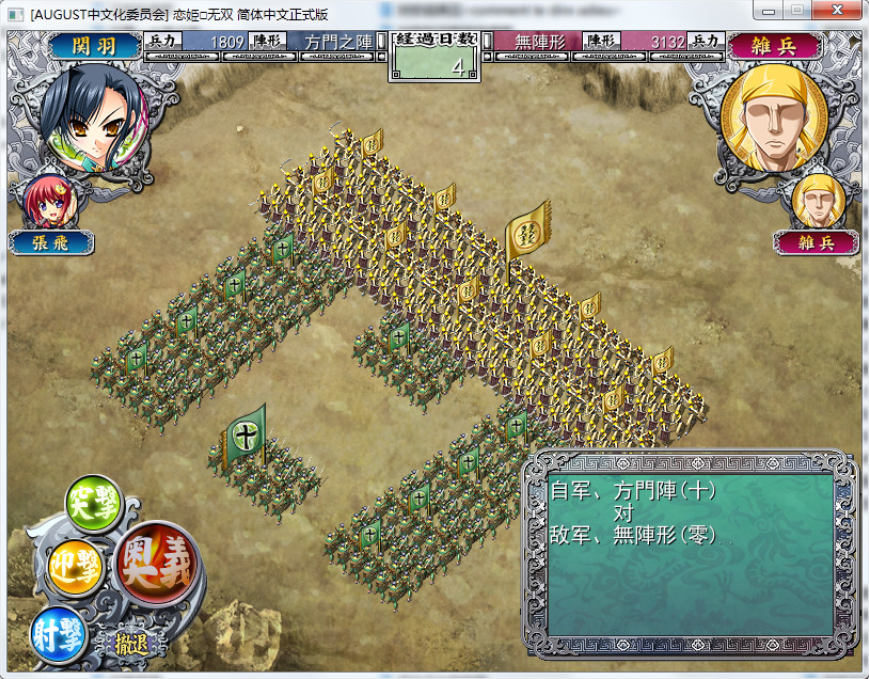 [AUGUST中文化委员会] 恋姫□无双 简体中文正式版
関羽 兵力 1809 陣形 方門之陣 経過日数 無陣形 陣形 3132 兵力 雑兵
4
張飛
雑兵
自军、方門陣(十)
对
敌军、無陣形(零)
突撃
迎撃
奥義
射撃
撤退